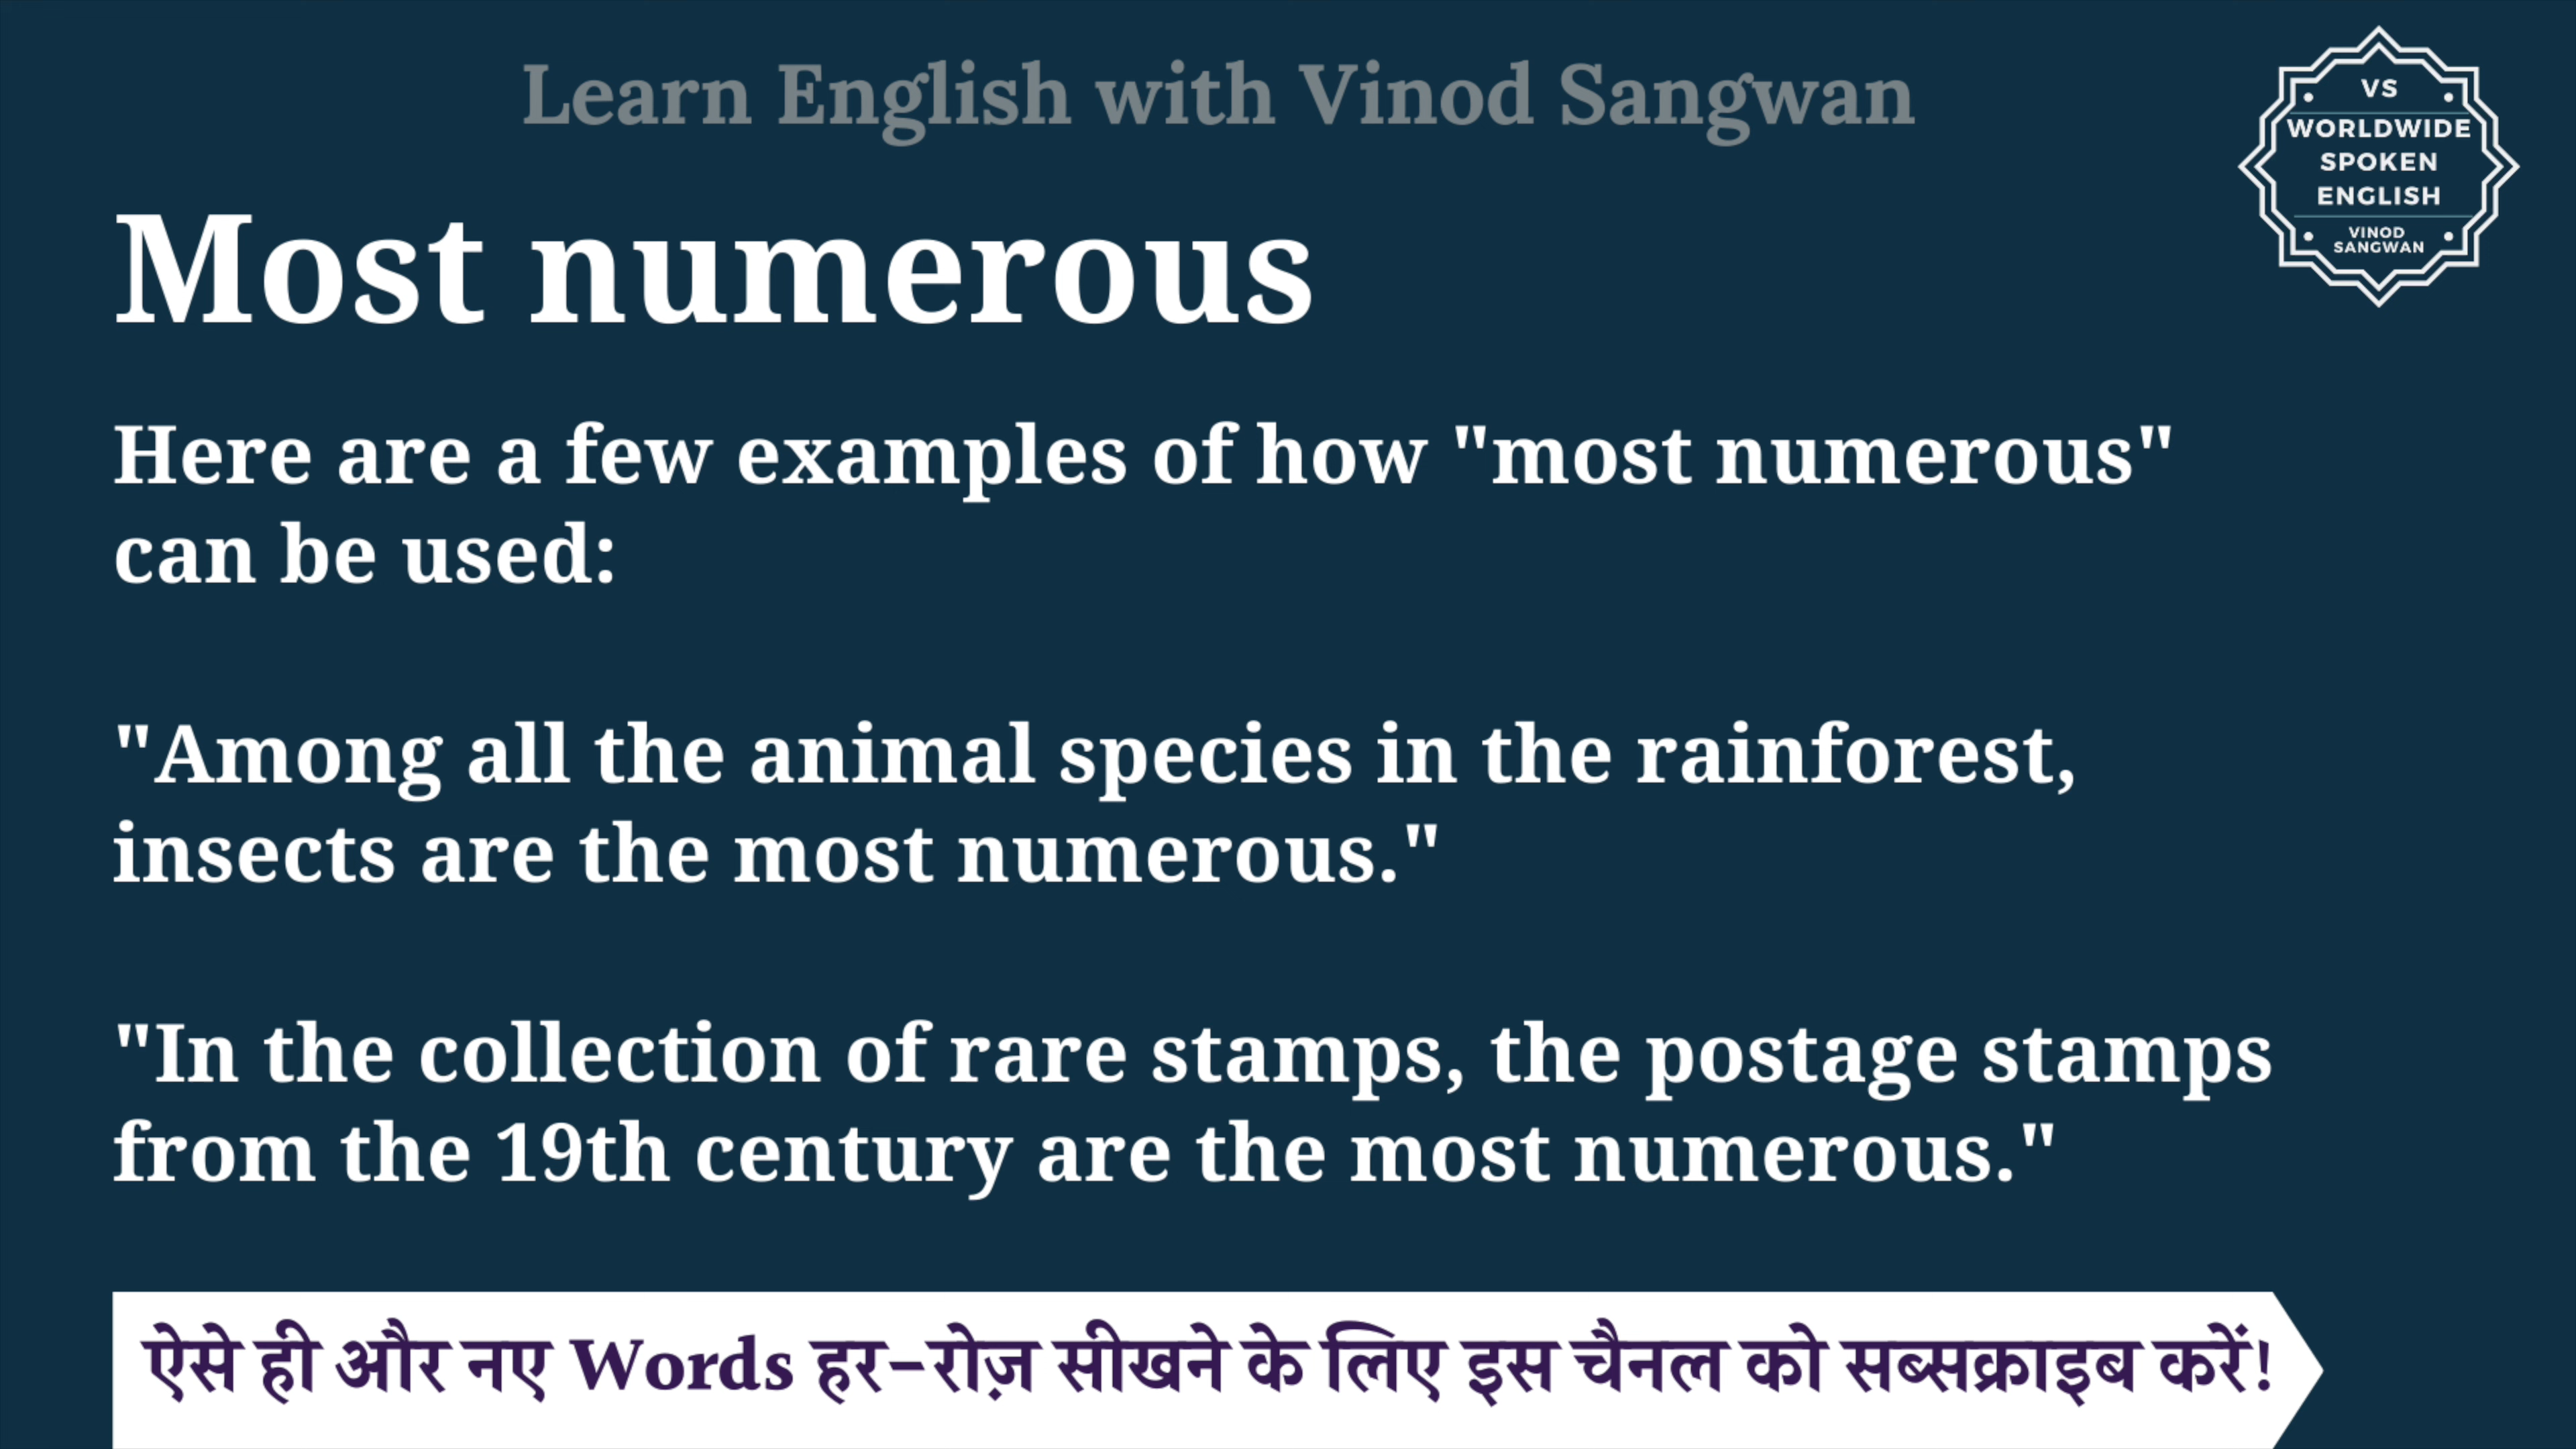 Learn English with Vinod Sangwan
VS
WORLDWIDE
SPOKEN
ENGLISH
VINOD
SANGWAN
Most numerous
Here are a few examples of how "most numerous"
can be used:
"Among all the animal species in the rainforest,
insects are the most numerous."
"In the collection of rare stamps, the postage stamps
from the 19th century are the most numerous."
ऐसे ही और नए Words हर-रोज़ सीखने के लिए इस चैनल को सब्सक्राइब करें!